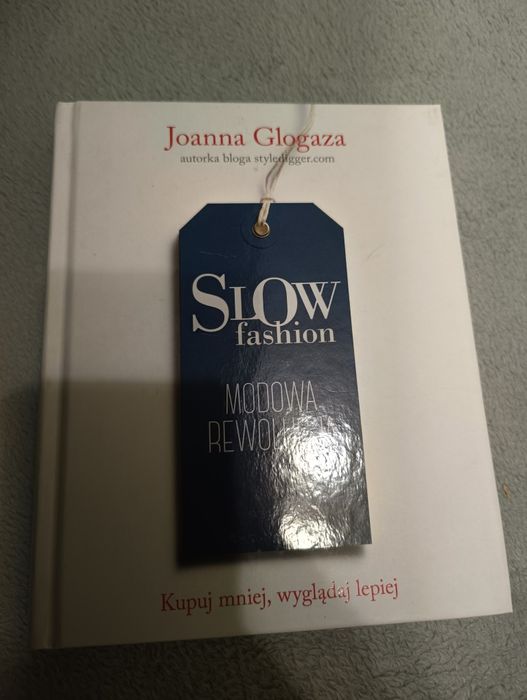 Joanna Glogaza
autorka bloga styledigger.com
SLOW
fashion
MODOWA
Kupuj mniej, wyglądaj lepiej